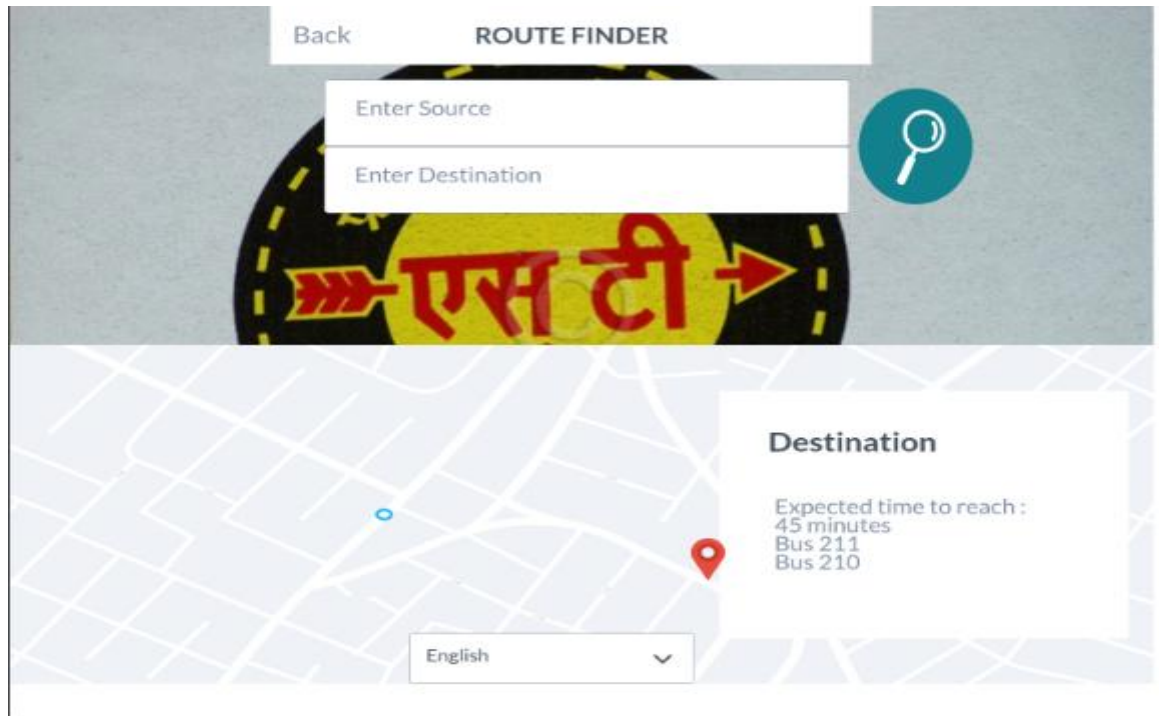 Back
ROUTE FINDER
Enter Source
Enter Destination
एस टी
Destination
Expected time to reach :
45 minutes
Bus 211
Bus 210
English